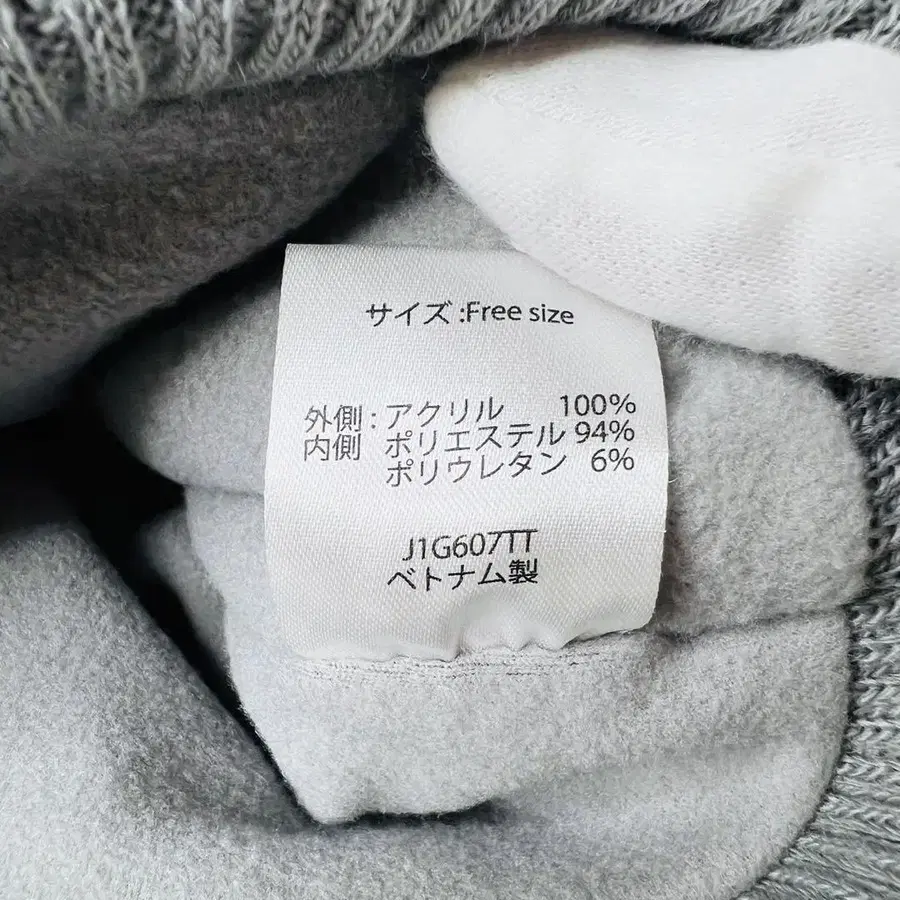 サイズ :Free size
外側 : アクリル 100%
内側 ポリエステル 94%
ポリウレタン 6%
J1G607TT
ベトナム製